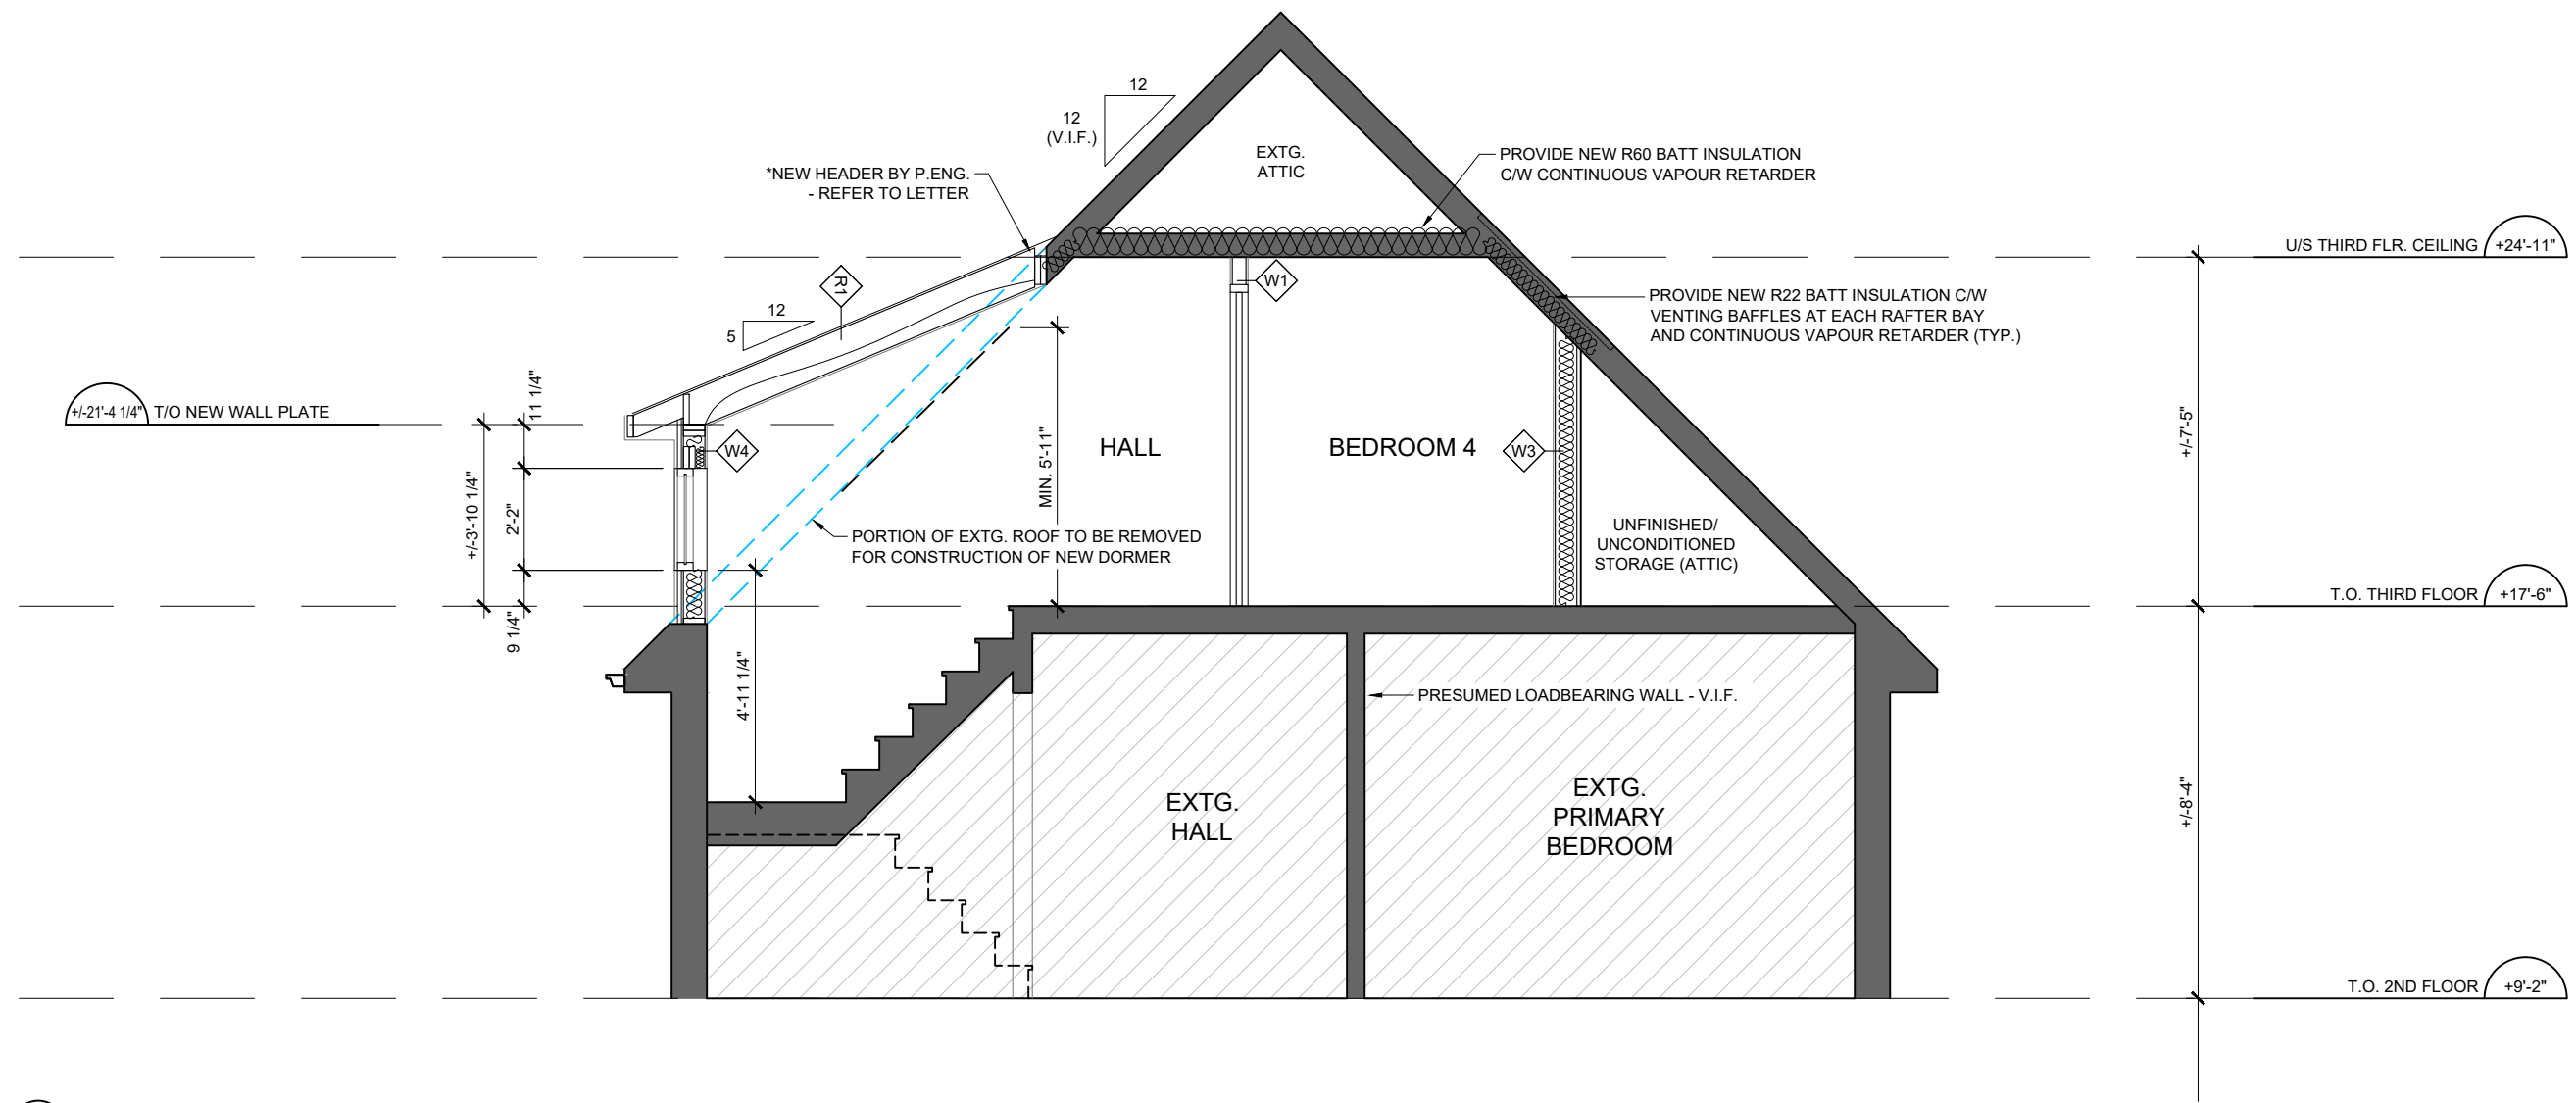 12
12
(V.I.F.)
EXTG.
ATTIC
PROVIDE NEW R60 BATT INSULATION
C/W CONTINUOUS VAPOUR RETARDER
*NEW HEADER BY P.ENG.
- REFER TO LETTER
U/S THIRD FLR. CEILING
+24'-11"
R1
W1
PROVIDE NEW R22 BATT INSULATION C/W
VENTING BAFFLES AT EACH RAFTER BAY
AND CONTINUOUS VAPOUR RETARDER (TYP.)
12
5
+/-21'-4 1/4"
T/O NEW WALL PLATE
11 1/4"
W4
HALL
BEDROOM 4
W3
+/-7'-5"
MIN. 5'-11"
+/-3'-10 1/4"
2'-2"
PORTION OF EXTG. ROOF TO BE REMOVED
FOR CONSTRUCTION OF NEW DORMER
UNFINISHED/
UNCONDITIONED
STORAGE (ATTIC)
T.O. THIRD FLOOR
+17'-6"
9 1/4"
4'-11 1/4"
PRESUMED LOADBEARING WALL - V.I.F.
EXTG.
HALL
EXTG.
PRIMARY
BEDROOM
+/-8'-4"
T.O. 2ND FLOOR
+9'-2"